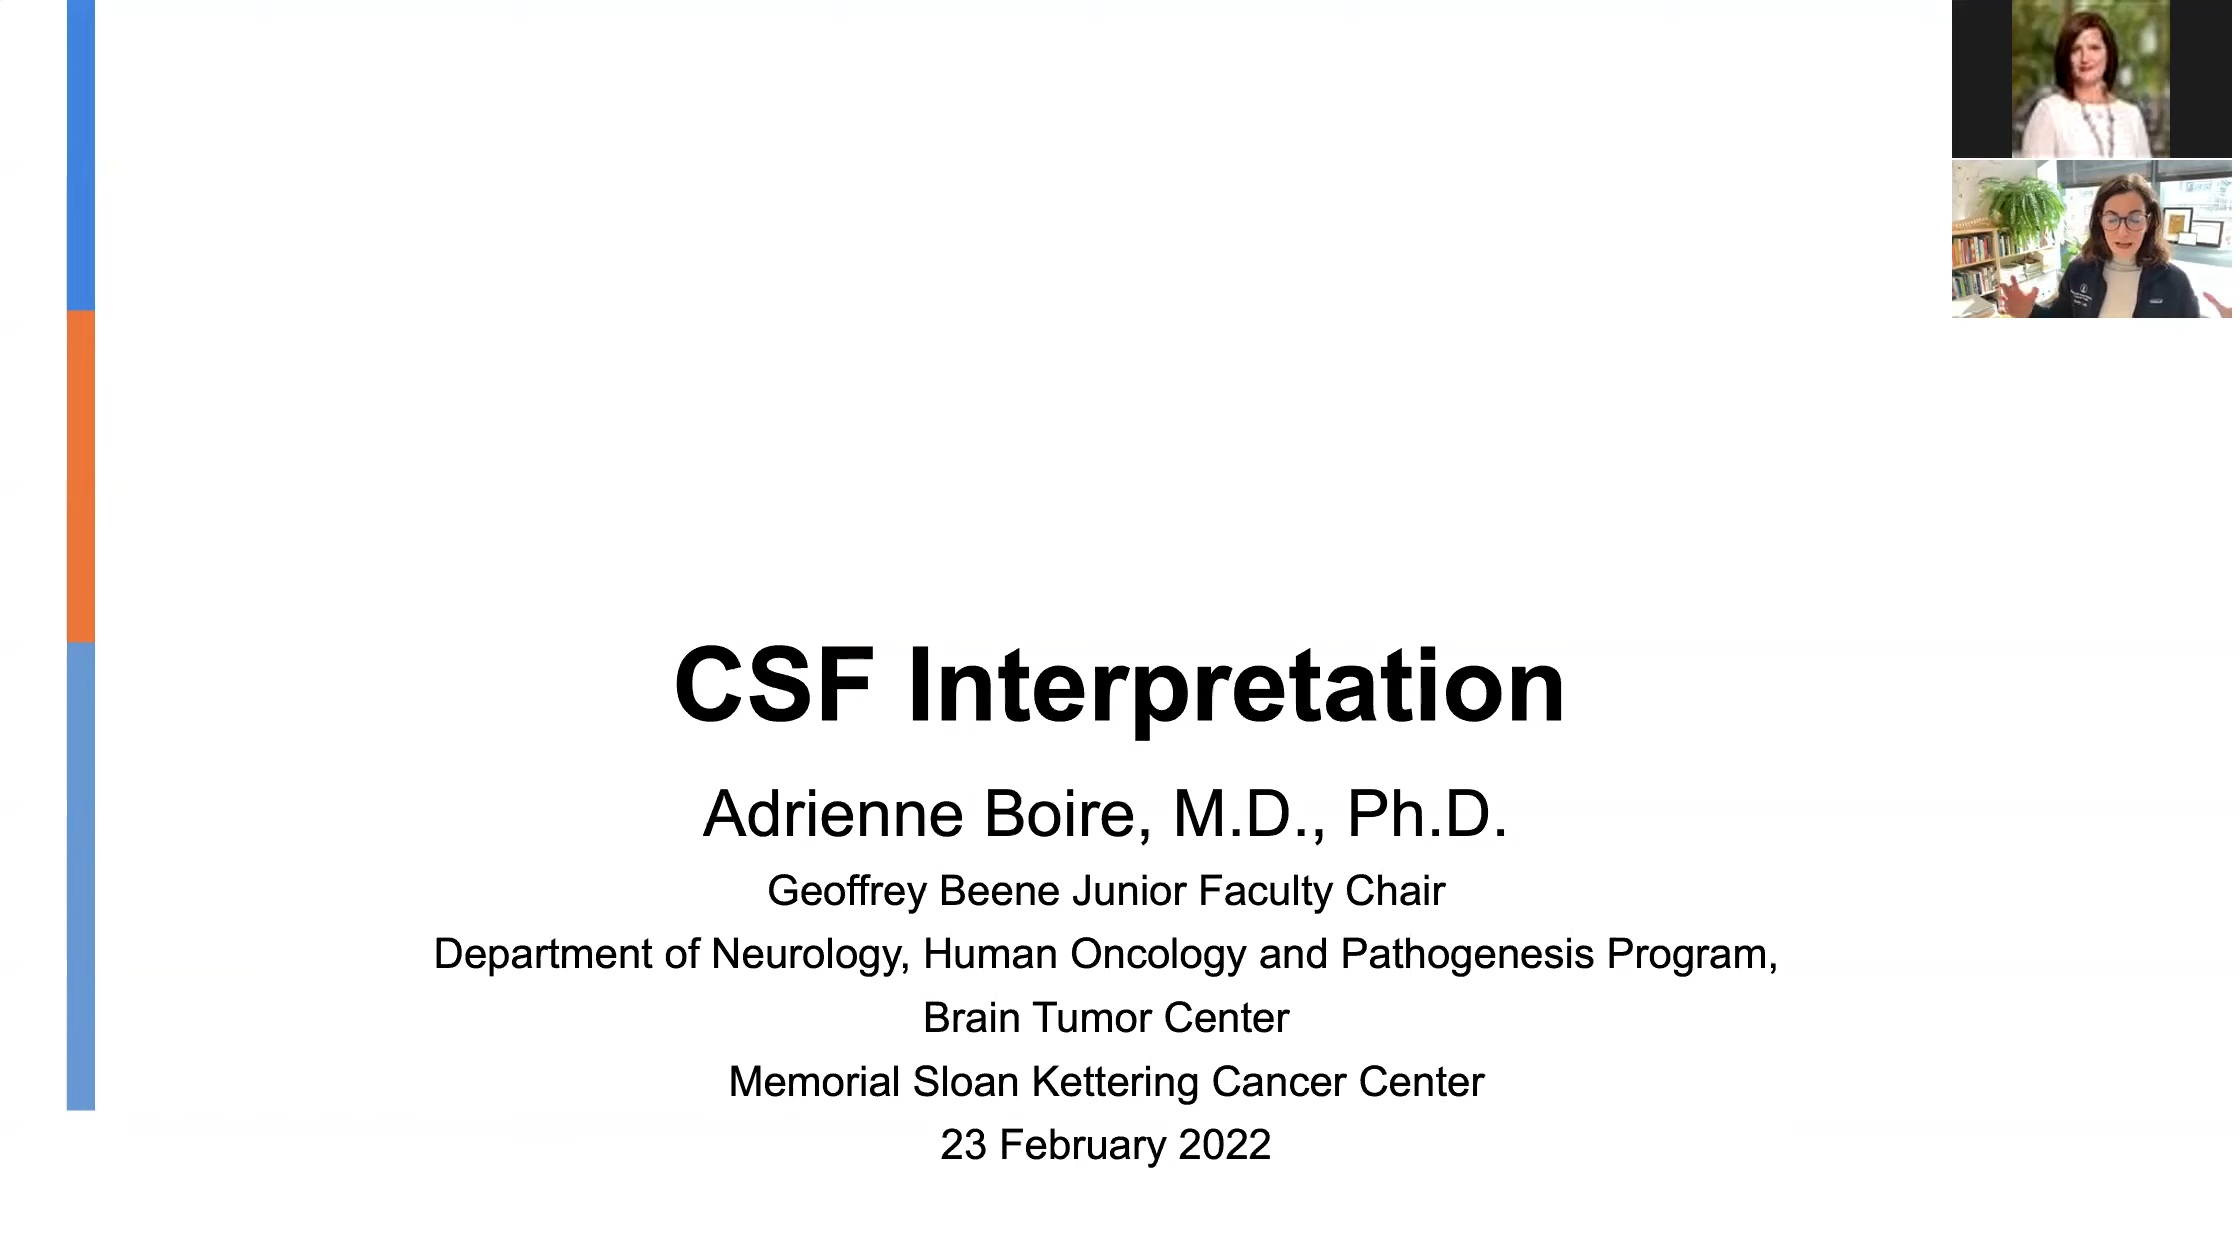 CSF Interpretation
Adrienne Boire, M.D., Ph.D.
Geoffrey Beene Junior Faculty Chair
Department of Neurology, Human Oncology and Pathogenesis Program,
Brain Tumor Center
Memorial Sloan Kettering Cancer Center
23 February 2022